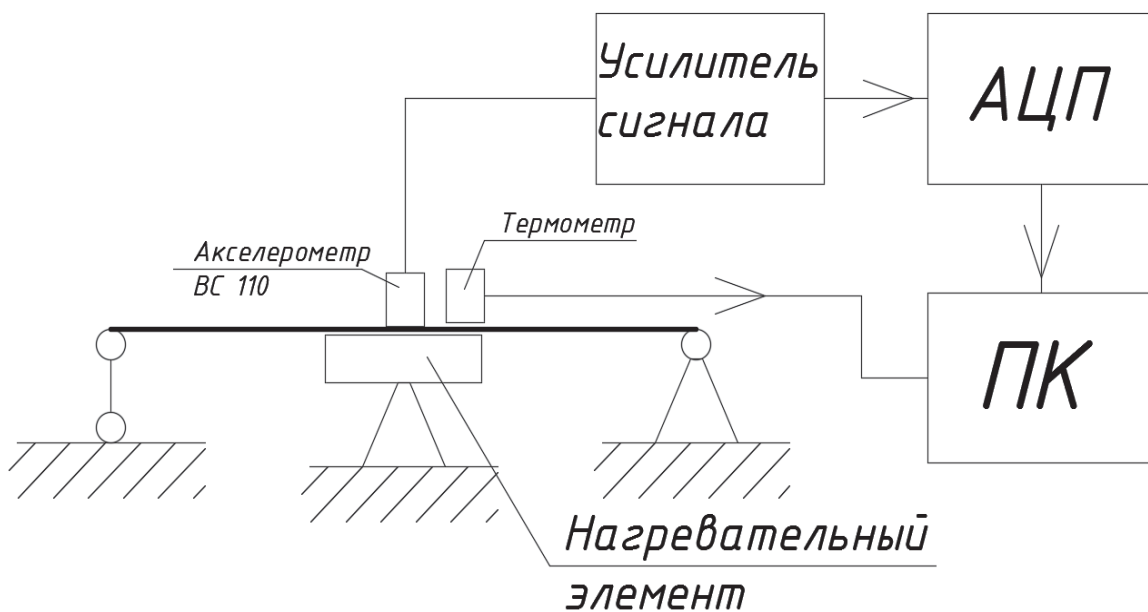 Усилитель
сигнала
АЦП
Термометр
Акселерометр
ВС 110
ПК
Нагревательный
элемент